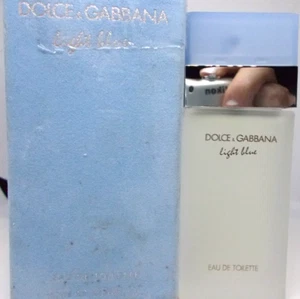 DOLCE & GABBANA
light blue
DOLCE & GABBANA
light blue
EAU DE TOILETTE